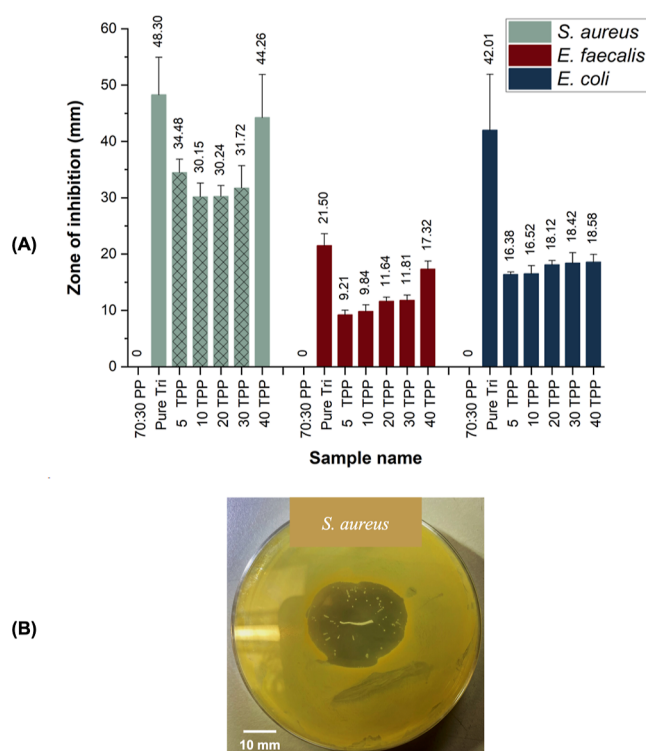 (A)
Zone of inhibition (mm)
60
50
40
30
20
10
0
S. aureus
E. faecalis
E. coli
0
48.30
34.48
30.15
30.24
31.72
44.26
0
21.50
9.21
9.84
11.64
11.81
17.32
0
42.01
16.38
16.52
18.12
18.42
18.58
70:30 PP
Pure Tri
5 TPP
10 TPP
20 TPP
30 TPP
40 TPP
70:30 PP
Pure Tri
5 TPP
10 TPP
20 TPP
30 TPP
40 TPP
70:30 PP
Pure Tri
5 TPP
10 TPP
20 TPP
30 TPP
40 TPP
Sample name
(B)
S. aureus
10 mm